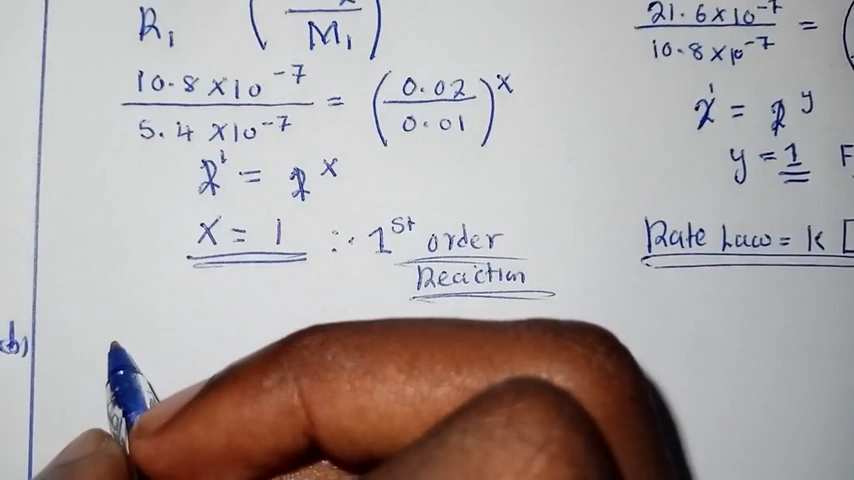 R₁ ( / M₁ )
10.8 × 10⁻⁷ / 5.4 × 10⁻⁷ = ( 0.02 / 0.01 )ˣ
2¹ = 2ˣ
x = 1 ∴ 1st order
Reaction
21.6 × 10⁻⁷ / 10.8 × 10⁻⁷ = (
2¹ = 2ʸ
y = 1 F
Rate Law = k [
b)